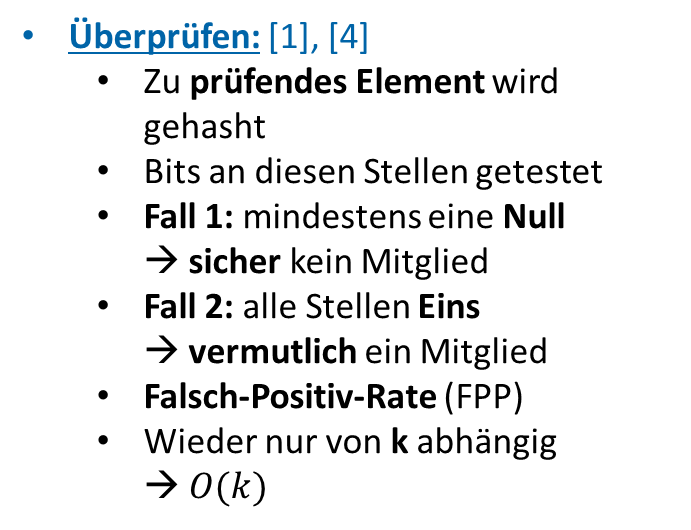 • Überprüfen: [1], [4]
• Zu prüfendes Element wird
gehasht
• Bits an diesen Stellen getestet
• Fall 1: mindestens eine Null
→ sicher kein Mitglied
• Fall 2: alle Stellen Eins
→ vermutlich ein Mitglied
• Falsch-Positiv-Rate (FPP)
• Wieder nur von k abhängig
→ O(k)